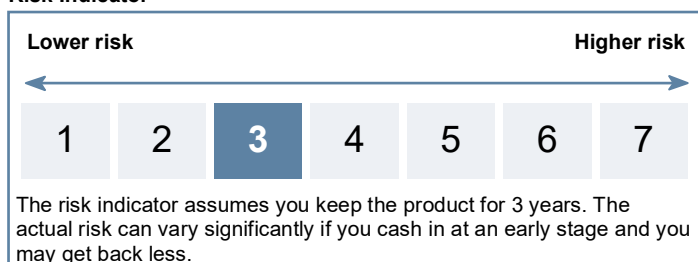 Risk Indicator
Lower risk Higher risk
1 2 3 4 5 6 7
The risk indicator assumes you keep the product for 3 years. The
actual risk can vary significantly if you cash in at an early stage and you
may get back less.